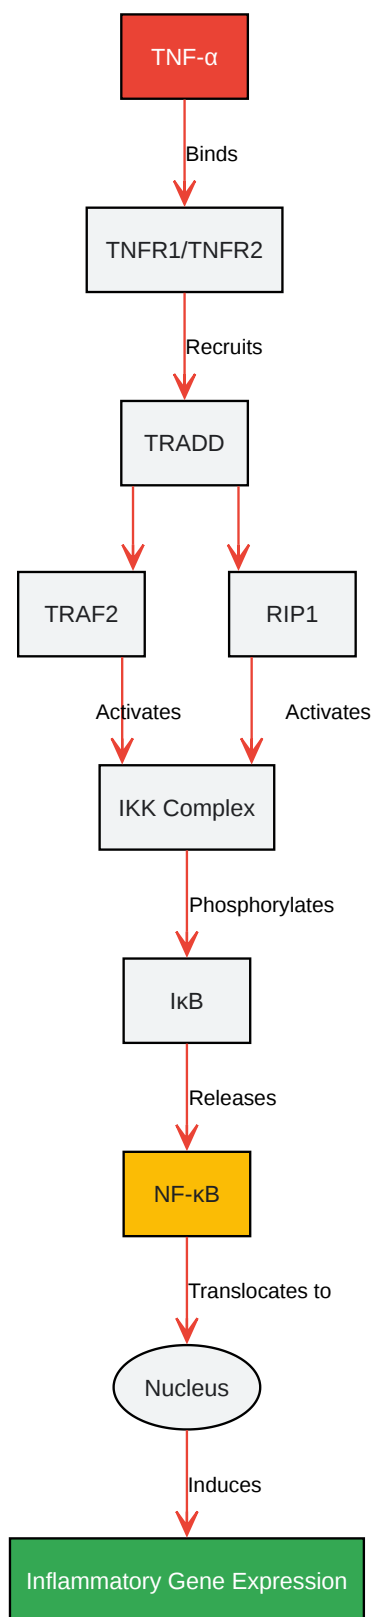 TNF-α
Binds
TNFR1/TNFR2
Recruits
TRADD
TRAF2
RIP1
Activates
Activates
IKK Complex
Phosphorylates
IκB
Releases
NF-κB
Translocates to
Nucleus
Induces
Inflammatory Gene Expression